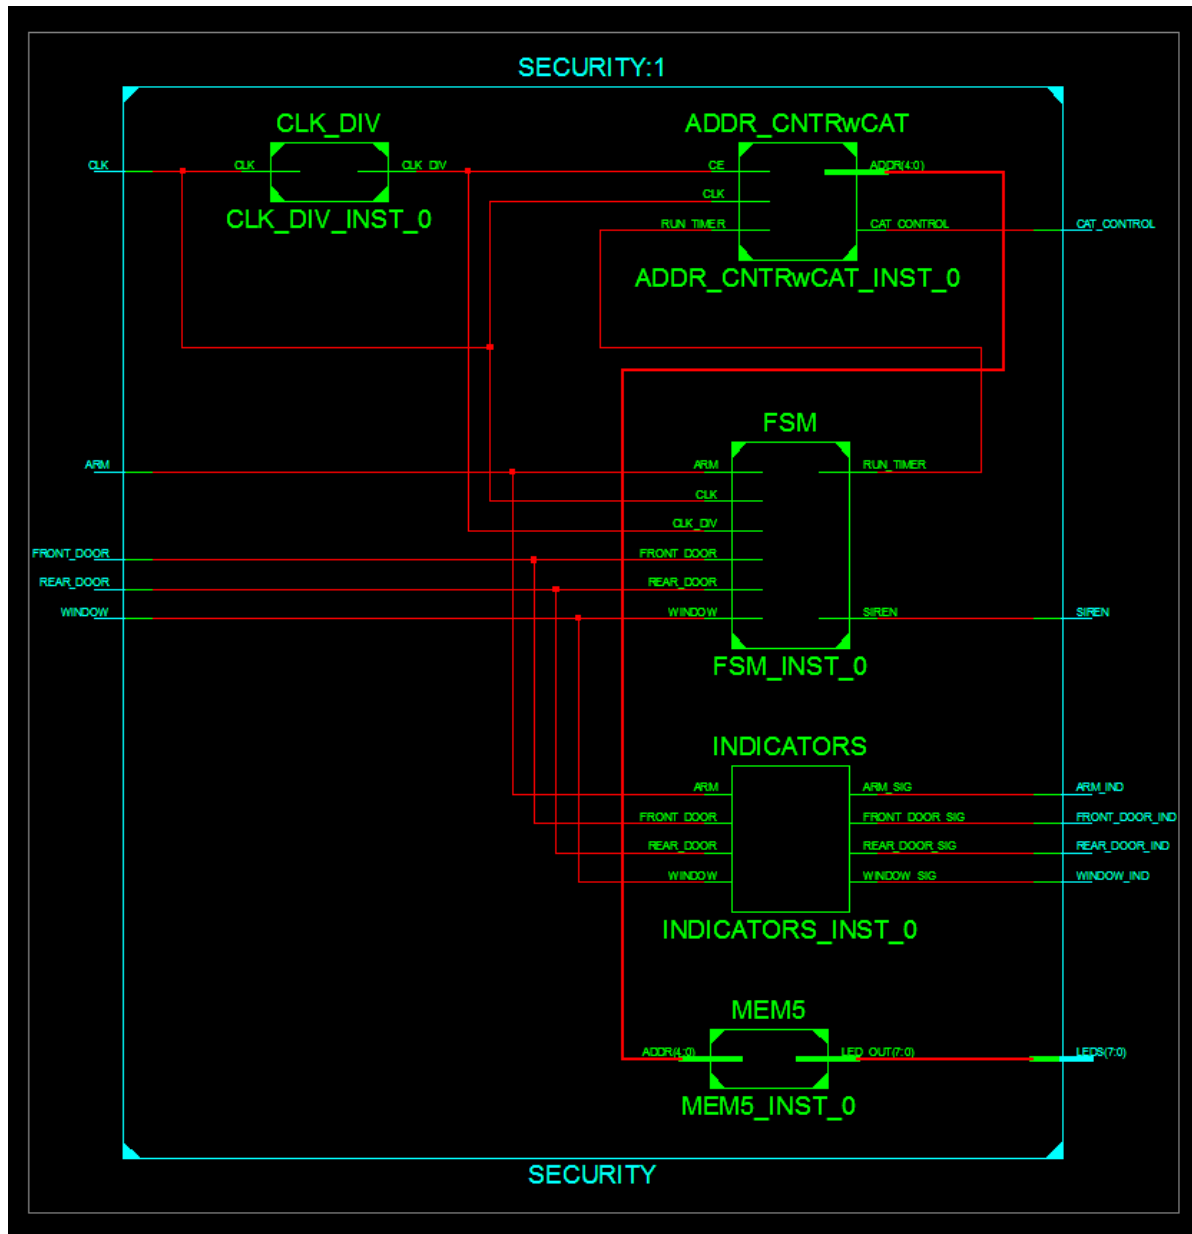 SECURITY:1
CLK_DIV
ADDR_CNTRwCAT
CLK
CLK
CLK_DIV
CE
ADDR(4:0)
CLK
CLK_DIV_INST_0
RUN_TIMER
CAT_CONTROL
CAT_CONTROL
ADDR_CNTRwCAT_INST_0
FSM
ARM
ARM
RUN_TIMER
CLK
CLK_DIV
FRONT_DOOR
FRONT_DOOR
REAR_DOOR
REAR_DOOR
WINDOW
WINDOW
SIREN
SIREN
FSM_INST_0
INDICATORS
ARM
ARM_SIG
ARM_IND
FRONT_DOOR
FRONT_DOOR_SIG
FRONT_DOOR_IND
REAR_DOOR
REAR_DOOR_SIG
REAR_DOOR_IND
WINDOW
WINDOW_SIG
WINDOW_IND
INDICATORS_INST_0
MEM5
ADDR(4:0)
LED_OUT(7:0)
LEDS(7:0)
MEM5_INST_0
SECURITY